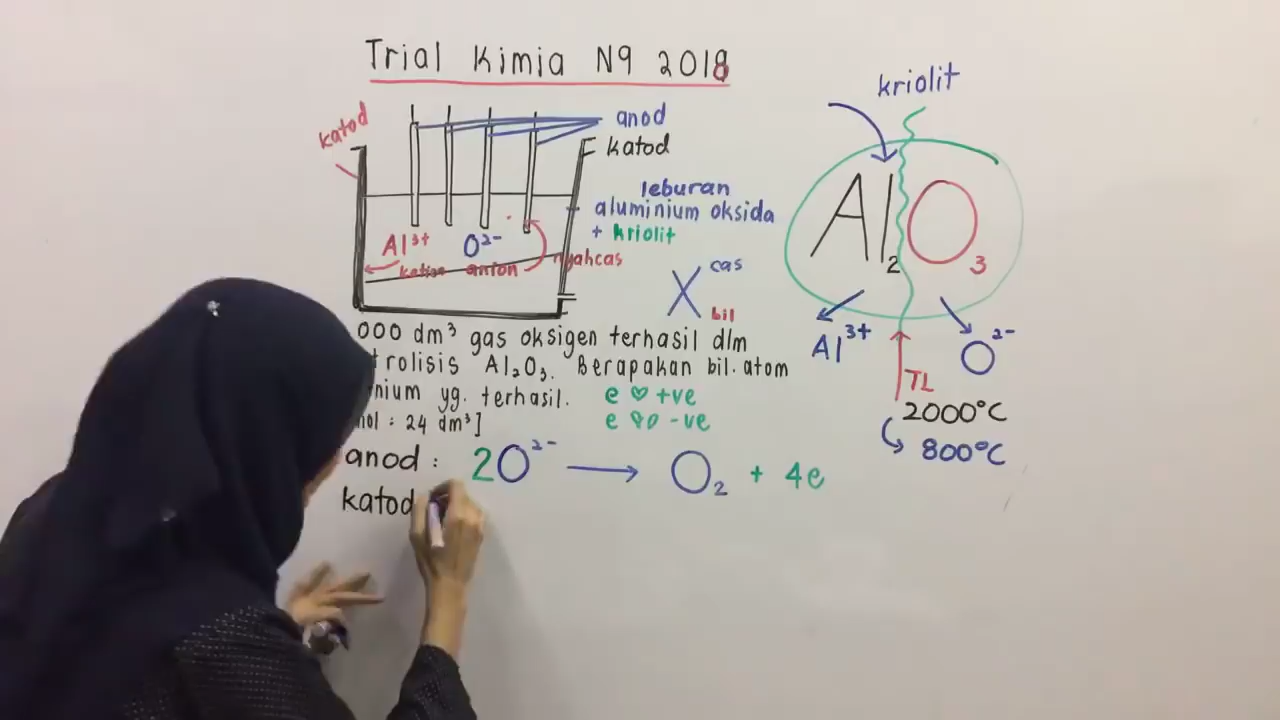 Trial Kimia N9 2018
kriolit
katod
anod
katod
leburan
aluminium oksida
+ kriolit
Al³⁺ O²⁻
kation anion nyahcas
X cas
bil
Al₂O₃
Al³⁺ O²⁻
TL
2000°C
800°C
000 dm³ gas oksigen terhasil dlm
trolisis Al₂O₃. Berapakan bil. atom
nium yg. terhasil.
mol : 24 dm³]
e ♡ +ve
e -ve
anod : 2O²⁻ → O₂ + 4e
katod